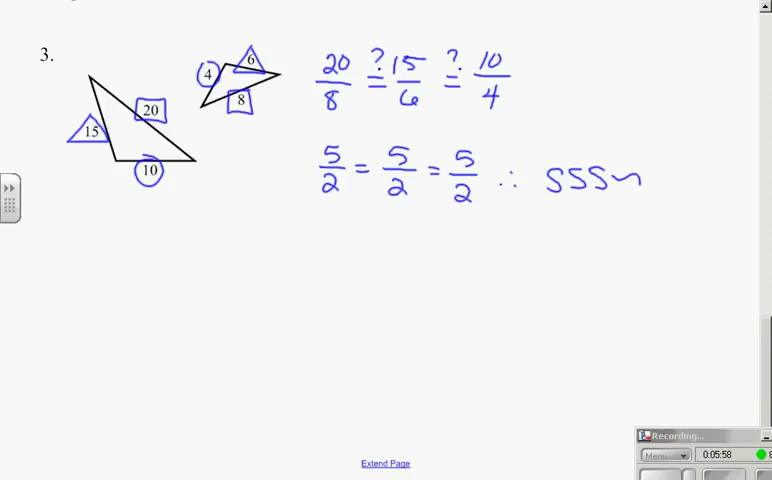 3.
6
4
8
20
15
10
20/8 ?= 15/6 ?= 10/4
5/2 = 5/2 = 5/2 ∴ SSS~
Recording...
Menu
0:05:58
Extend Page